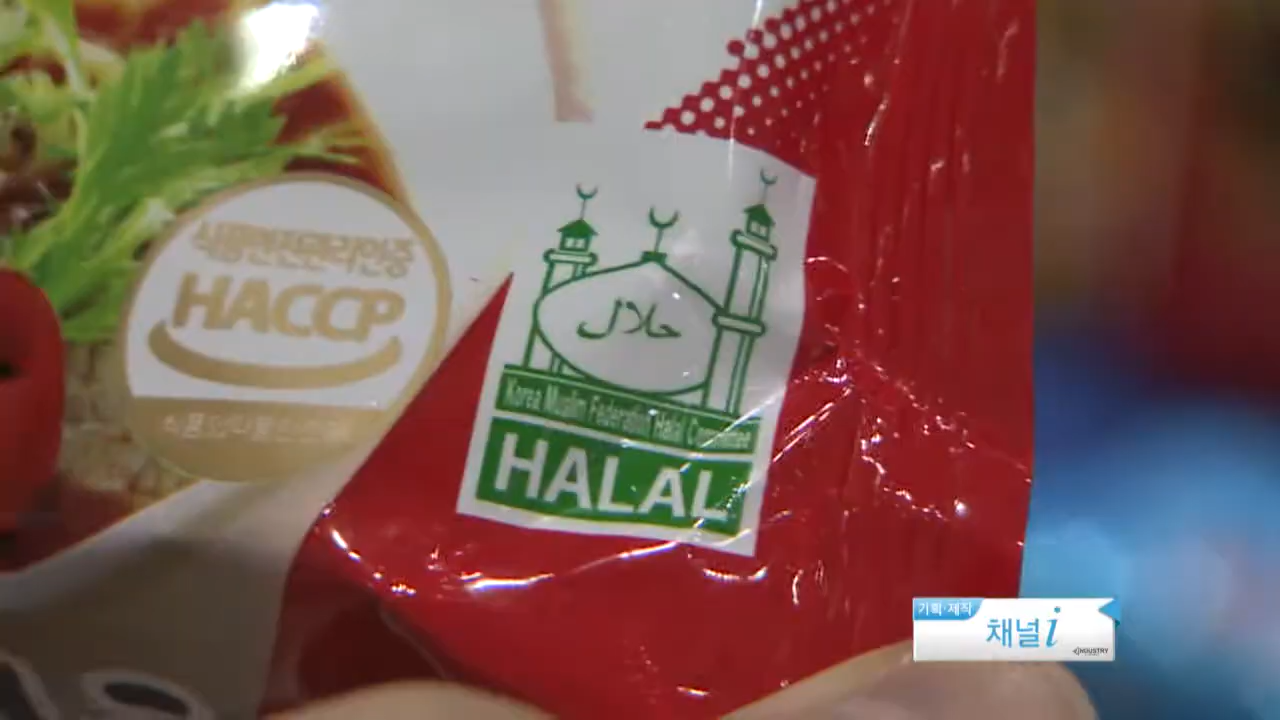 식품안전관리인증
HACCP
حلال
Korea Muslim Federation Halal Committee
HALAL
기획·제작
채널i
INDUSTRY